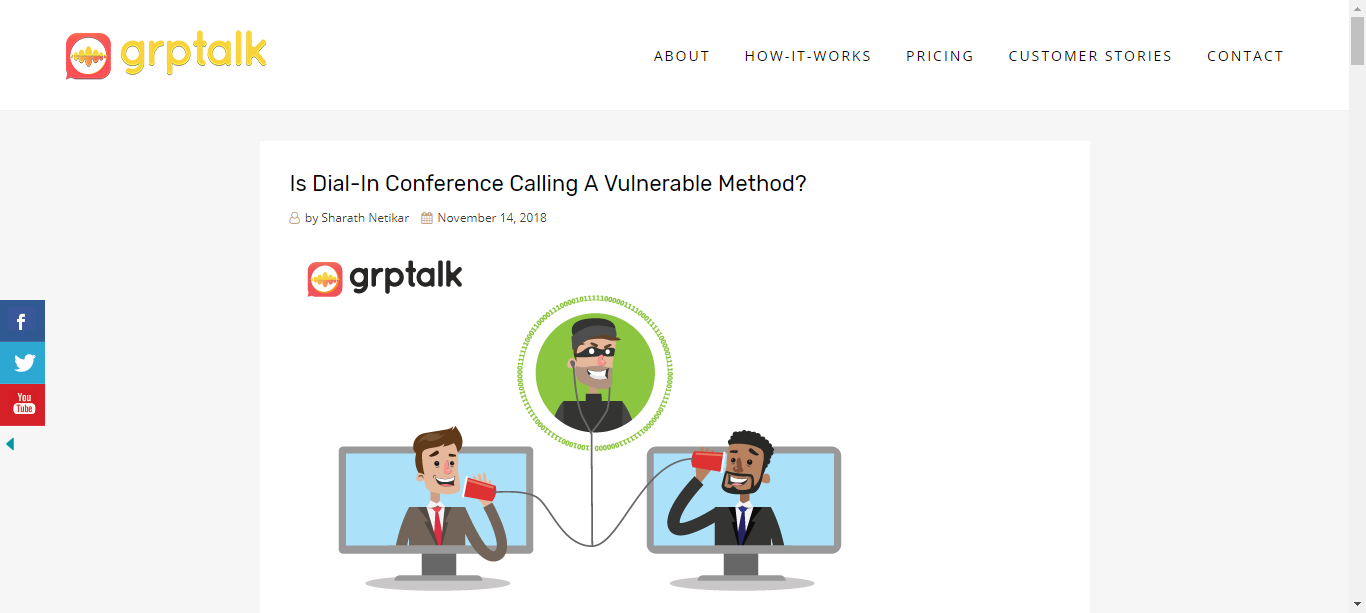 grptalk
ABOUT HOW-IT-WORKS PRICING CUSTOMER STORIES CONTACT
Is Dial-In Conference Calling A Vulnerable Method?
by Sharath Netikar November 14, 2018
grptalk
You
Tube